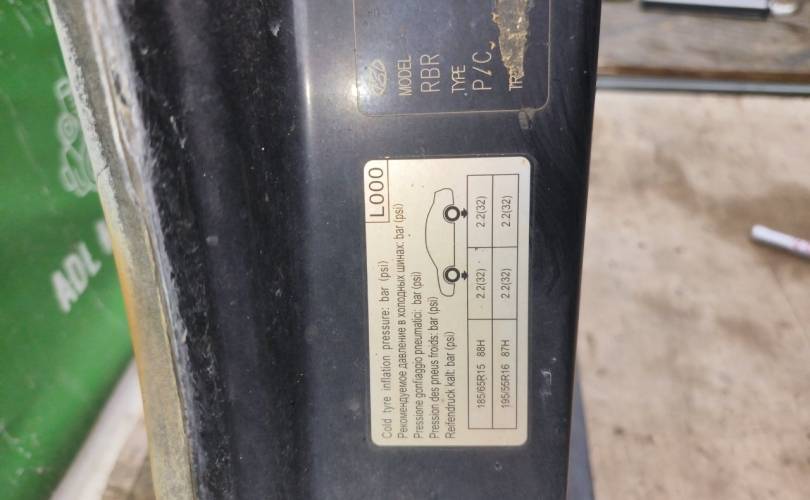 MODEL
RBR
TYPE
P/C
L000
Cold tyre inflation pressure: bar (psi)
Рекомендуемое давление в холодных шинах: bar (psi)
Pressione gonfiaggio pneumatici: bar (psi)
Pression des pneus froids: bar (psi)
Reifendruck kalt: bar (psi)
185/65R15 88H 2.2(32) 2.2(32)
195/55R16 87H 2.2(32) 2.2(32)
ADL